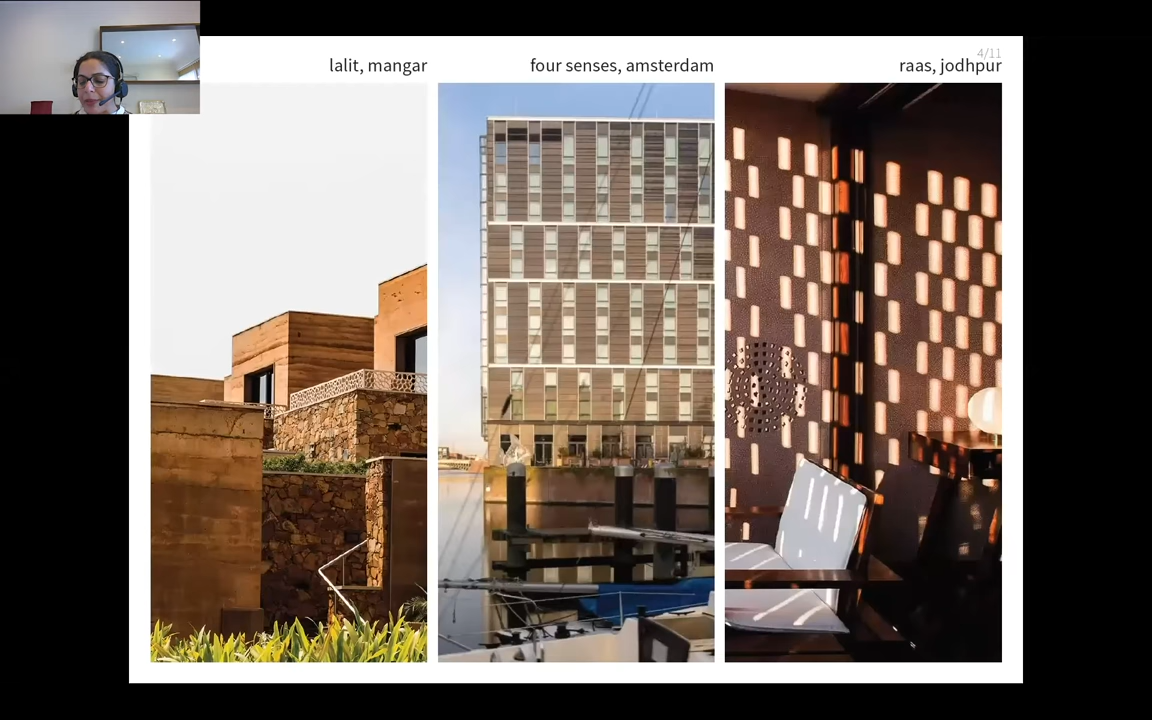 4/11
lalit, mangar
four senses, amsterdam
raas, jodhpur